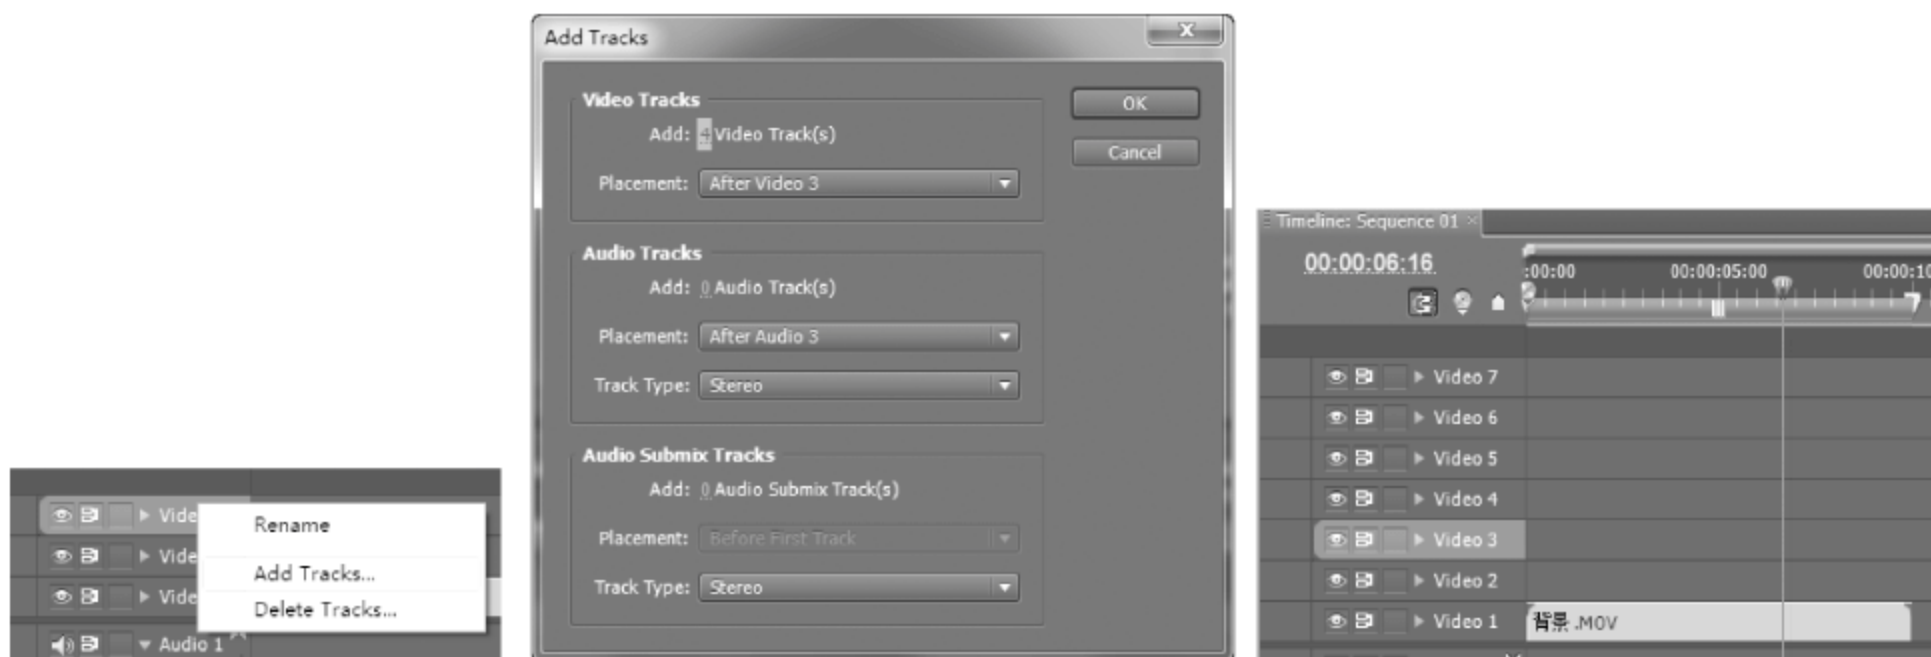 Vide
Vide
Vide
Audio 1
Rename
Add Tracks...
Delete Tracks...
Add Tracks
Video Tracks
Add: 4 Video Track(s)
Placement: After Video 3
Audio Tracks
Add: 0 Audio Track(s)
Placement: After Audio 3
Track Type: Stereo
Audio Submix Tracks
Add: 0 Audio Submix Track(s)
Placement: Before First Track
Track Type: Stereo
OK
Cancel
Timeline: Sequence 01
00:00:06:16
:00:00 00:00:05:00 00:00:10
Video 7
Video 6
Video 5
Video 4
Video 3
Video 2
Video 1
背景.MOV